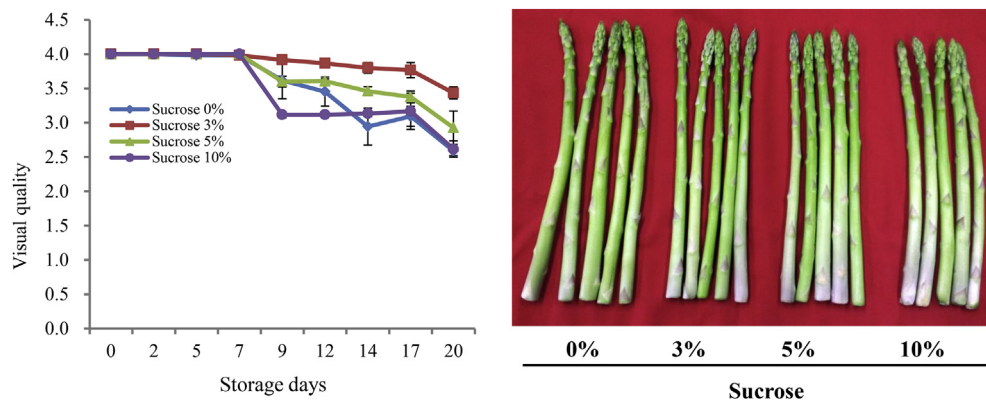 4.5
4.0
3.5
3.0
2.5
2.0
1.5
1.0
0.5
0.0
Visual quality
Sucrose 0%
Sucrose 3%
Sucrose 5%
Sucrose 10%
0 2 5 7 9 12 14 17 20
Storage days
0% 3% 5% 10%
Sucrose